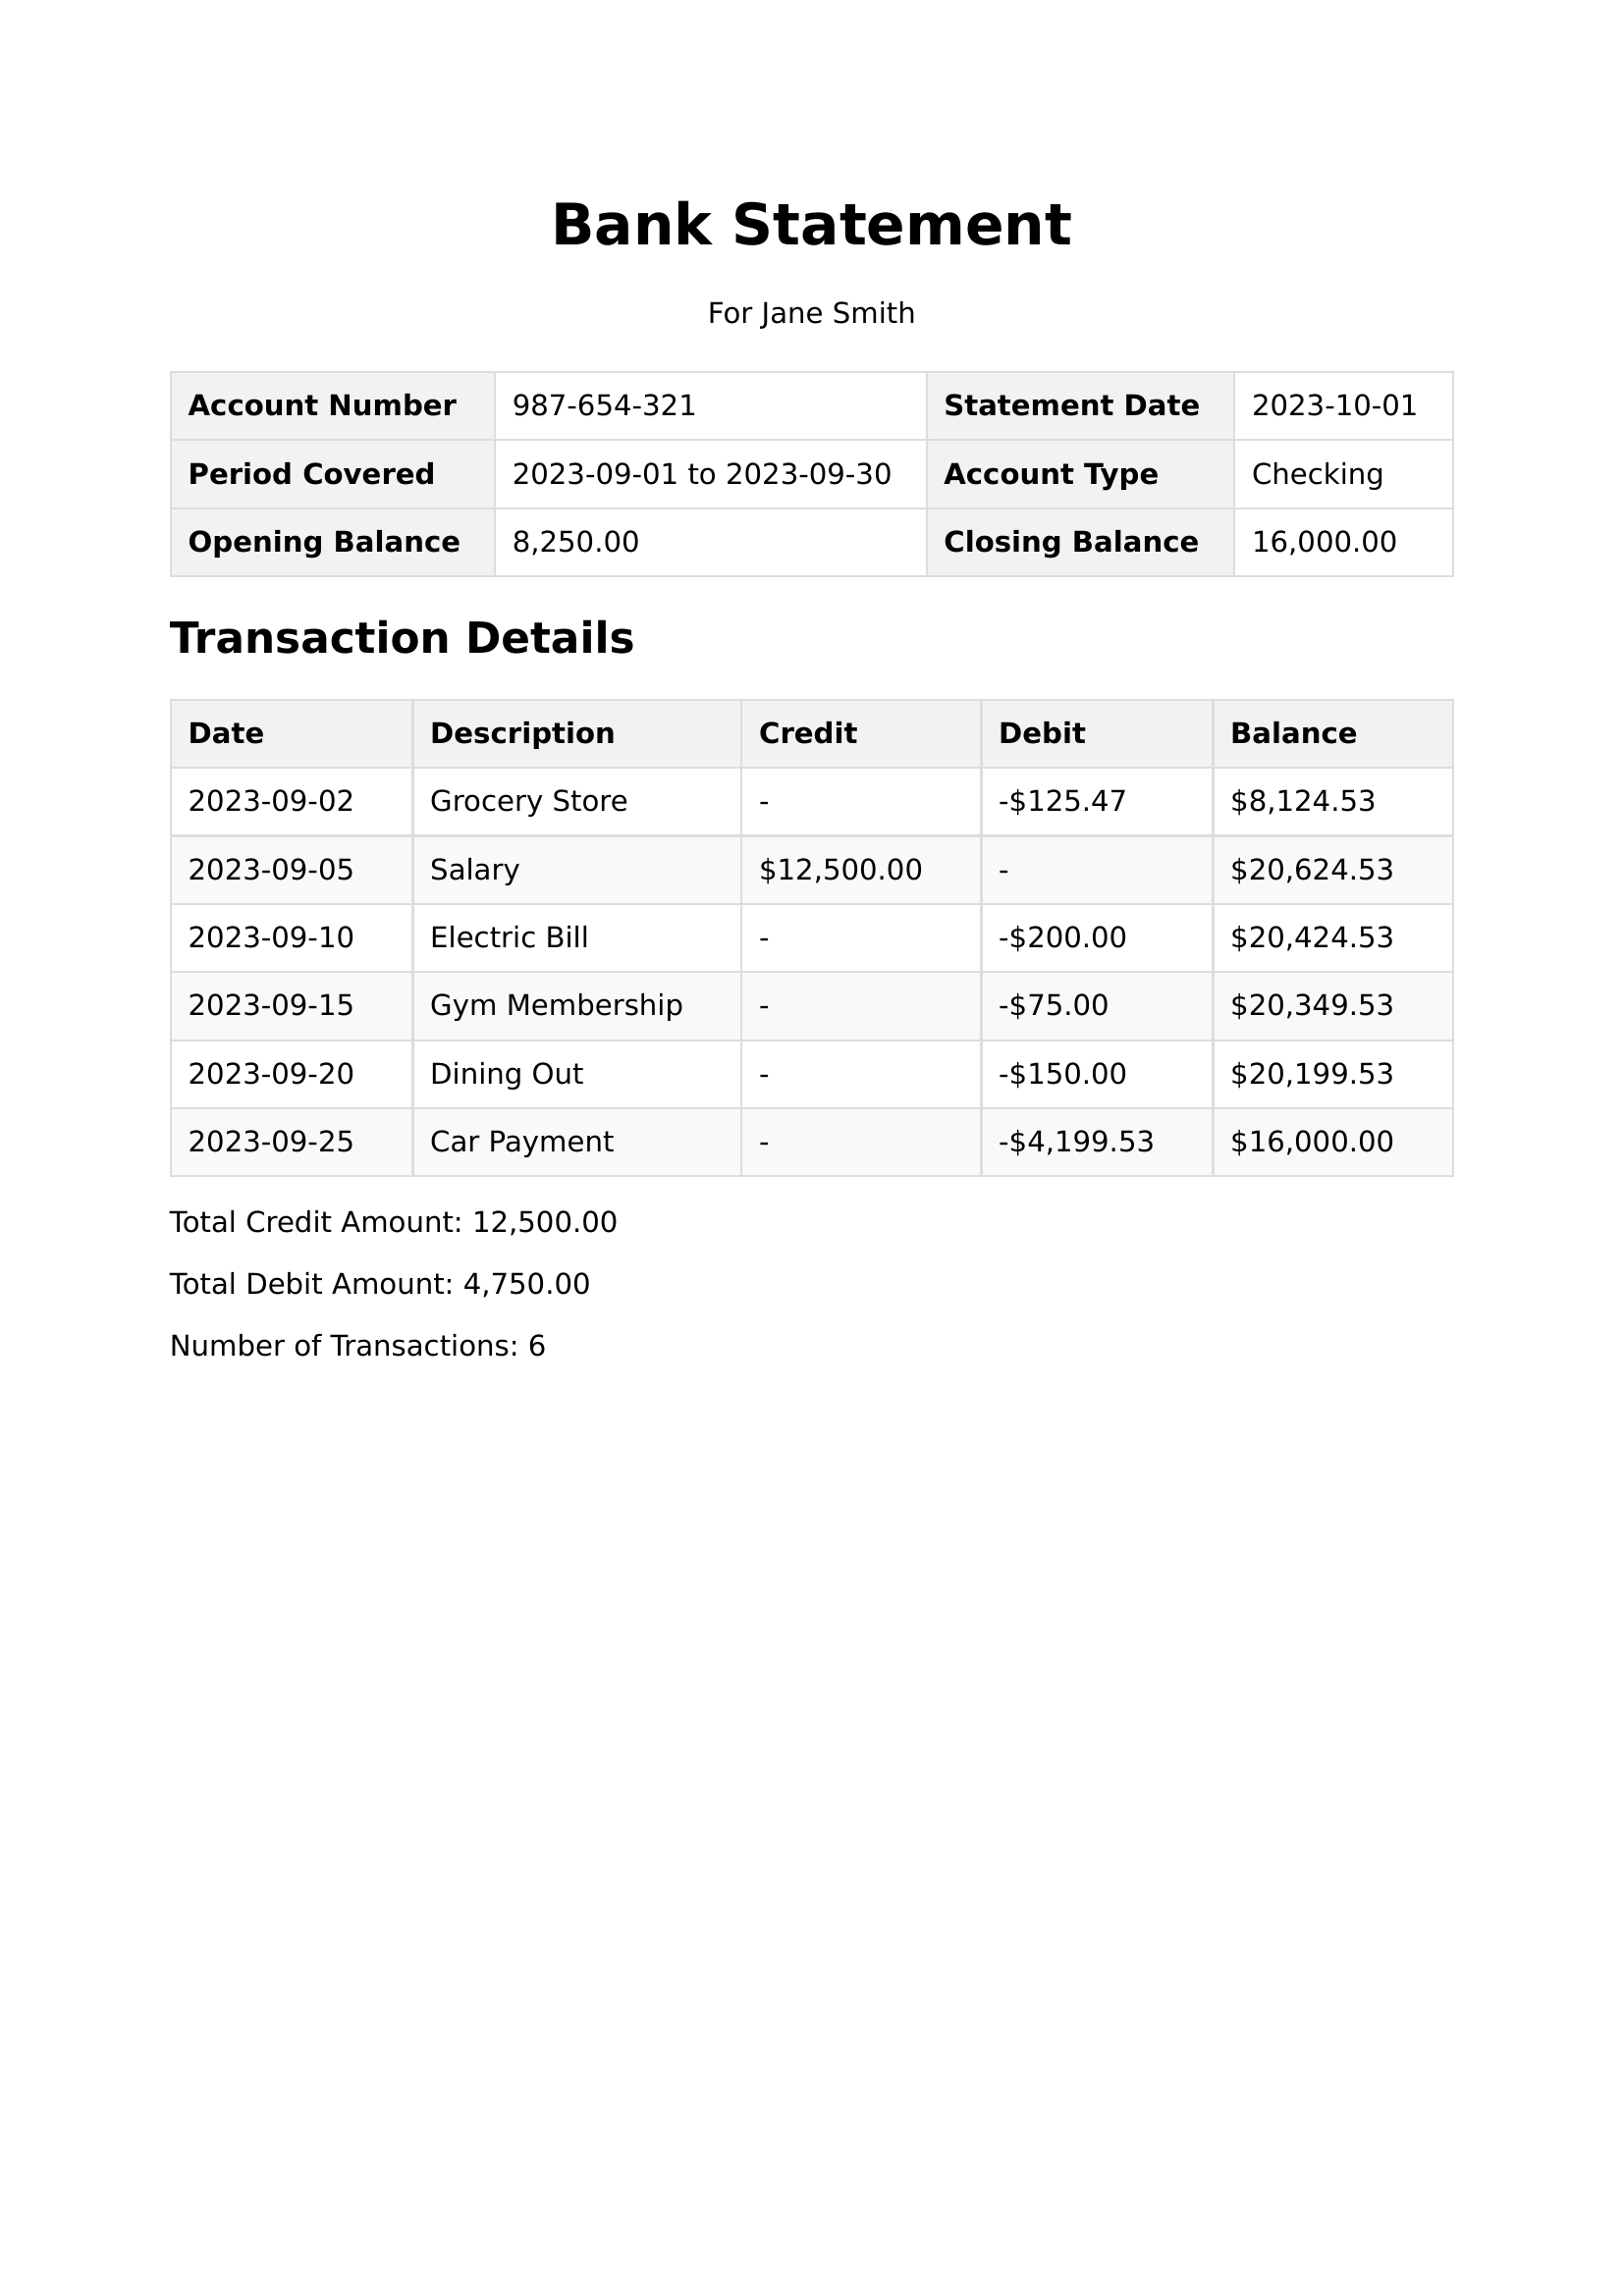 Bank Statement
For Jane Smith
Account Number 987-654-321 Statement Date 2023-10-01
Period Covered 2023-09-01 to 2023-09-30 Account Type Checking
Opening Balance 8,250.00 Closing Balance 16,000.00
Transaction Details
Date Description Credit Debit Balance
2023-09-02 Grocery Store - -$125.47 $8,124.53
2023-09-05 Salary $12,500.00 - $20,624.53
2023-09-10 Electric Bill - -$200.00 $20,424.53
2023-09-15 Gym Membership - -$75.00 $20,349.53
2023-09-20 Dining Out - -$150.00 $20,199.53
2023-09-25 Car Payment - -$4,199.53 $16,000.00
Total Credit Amount: 12,500.00
Total Debit Amount: 4,750.00
Number of Transactions: 6